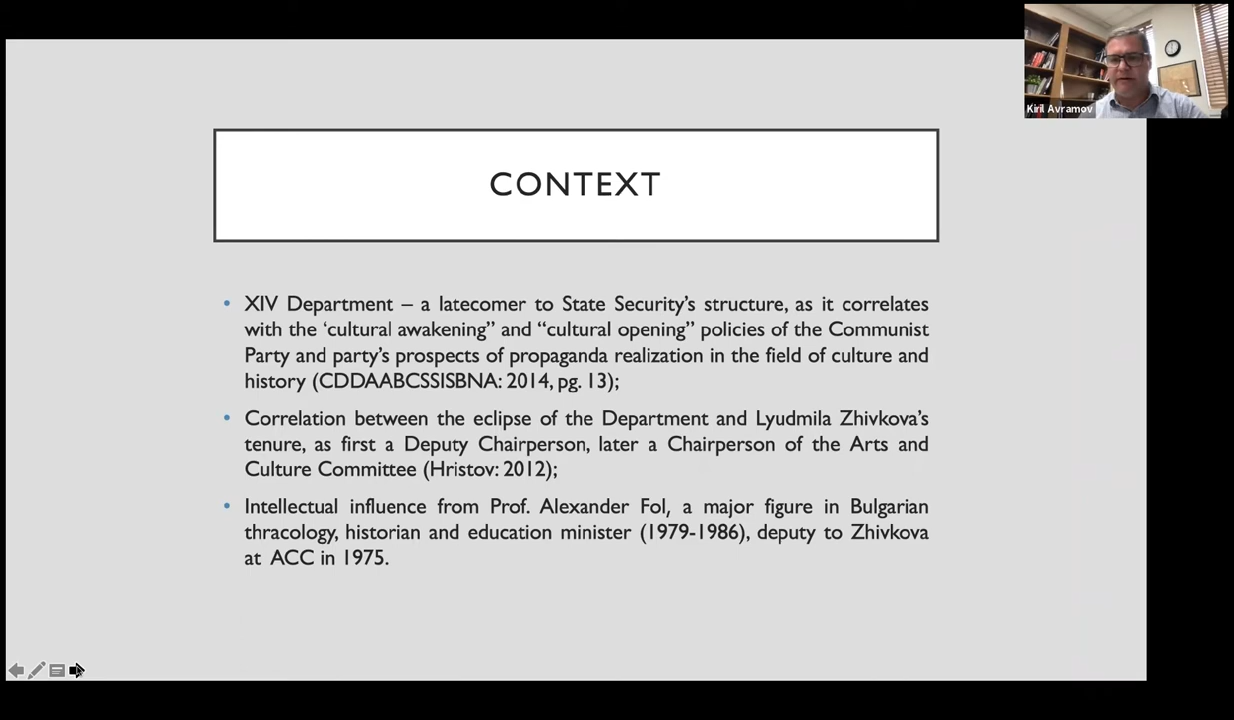 Kiril Avramov
CONTEXT
• XIV Department – a latecomer to State Security's structure, as it correlates
with the 'cultural awakening” and “cultural opening” policies of the Communist
Party and party's prospects of propaganda realization in the field of culture and
history (CDDAABCSSISBNA: 2014, pg. 13);
• Correlation between the eclipse of the Department and Lyudmila Zhivkova's
tenure, as first a Deputy Chairperson, later a Chairperson of the Arts and
Culture Committee (Hristov: 2012);
• Intellectual influence from Prof. Alexander Fol, a major figure in Bulgarian
thracology, historian and education minister (1979-1986), deputy to Zhivkova
at ACC in 1975.